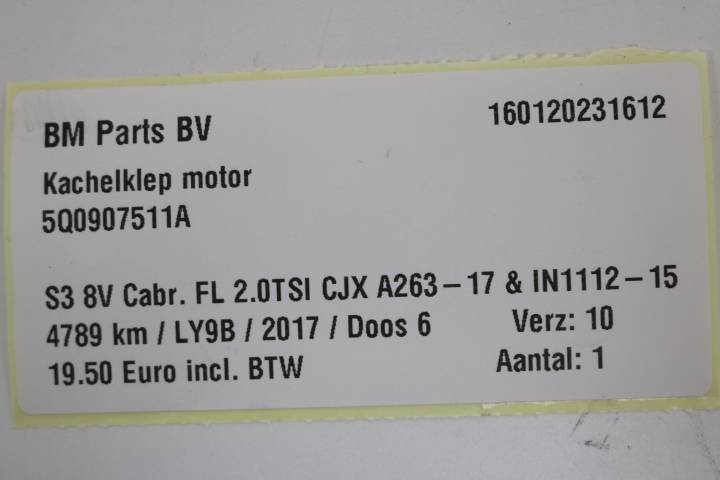 BM Parts BV 160120231612
Kachelklep motor
5Q0907511A
S3 8V Cabr. FL 2.0TSI CJX A263-17 & IN1112-15
4789 km / LY9B / 2017 / Doos 6 Verz: 10
19.50 Euro incl. BTW Aantal: 1